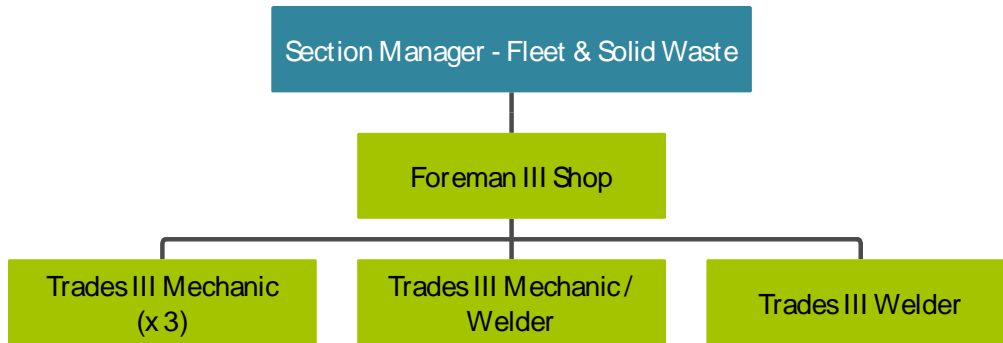 Section Manager - Fleet & Solid Waste
Foreman III Shop
Trades III Mechanic
(x 3)
Trades III Mechanic /
Welder
Trades III Welder